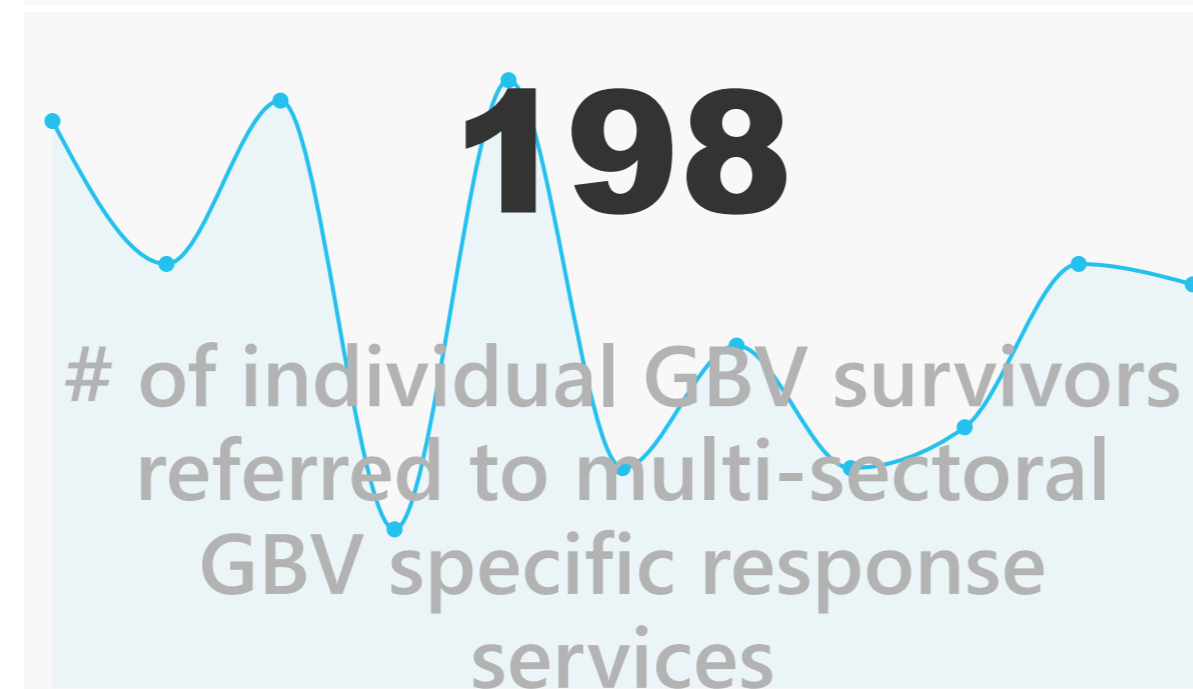 198
# of individual GBV survivors
referred to multi-sectoral
GBV specific response
services